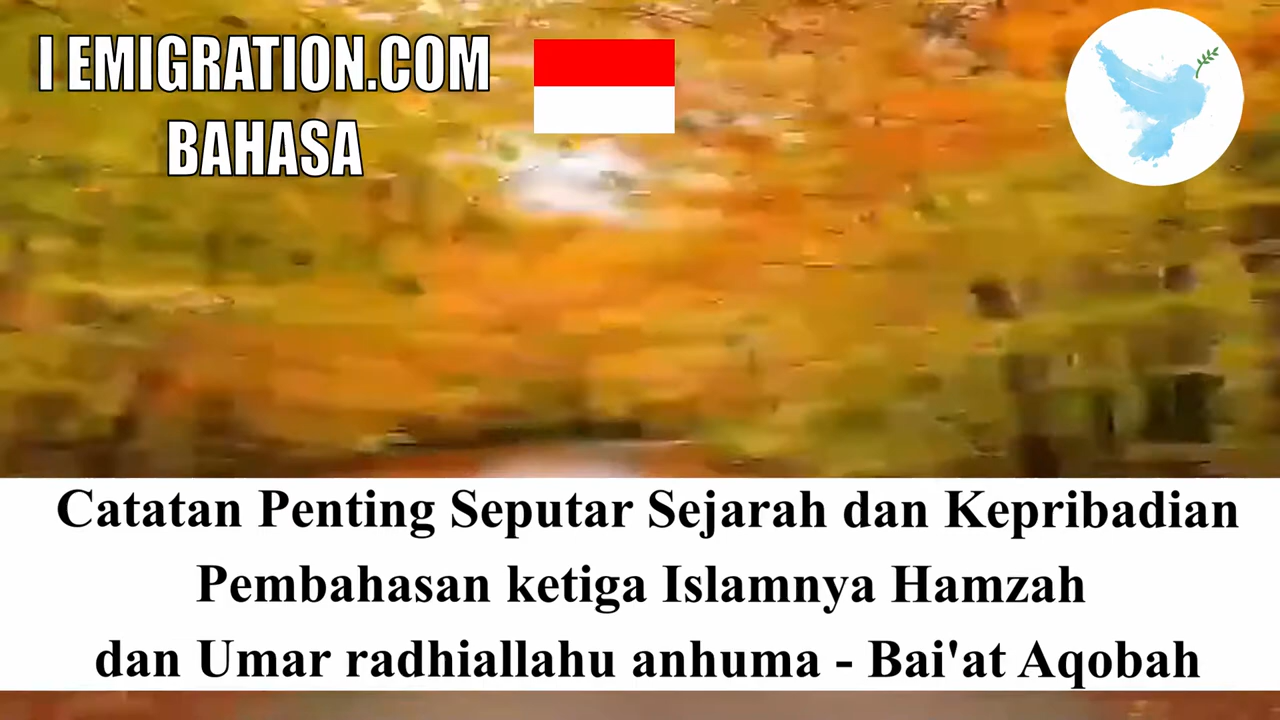 I EMIGRATION.COM
BAHASA
Catatan Penting Seputar Sejarah dan Kepribadian
Pembahasan ketiga Islamnya Hamzah
dan Umar radhiallahu anhuma - Bai'at Aqobah